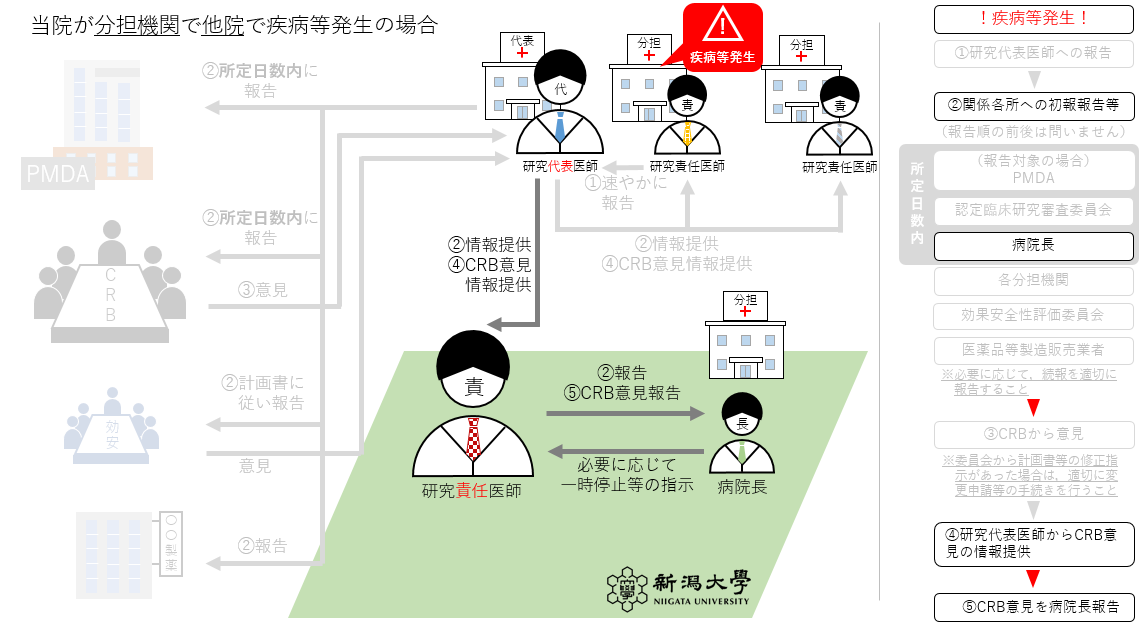 当院が分担機関で他院で疾病等発生の場合
②所定日数内に
報告
PMDA
②所定日数内に
報告
C
R
B
③意見
②計画書に
従い報告
効
安
意見
〇〇製薬
②報告
代表
代
研究代表医師
分担
責
研究責任医師
疾病等発生
分担
責
研究責任医師
①速やかに
報告
②情報提供
④CRB意見情報提供
②情報提供
④CRB意見
情報提供
分担
責
研究責任医師
②報告
⑤CRB意見報告
必要に応じて
一時停止等の指示
長
病院長
新潟大學
NIIGATA UNIVERSITY
！疾病等発生！
①研究代表医師への報告
②関係各所への初報報告等
（報告順の前後は問いません）
所定日数内
（報告対象の場合）
PMDA
認定臨床研究審査委員会
病院長
各分担機関
効果安全性評価委員会
医薬品等製造販売業者
※必要に応じて，続報を適切に
報告すること
③CRBから意見
※委員会から計画書等の修正指
示があった場合は，適切に変
更申請等の手続きを行うこと
④研究代表医師からCRB意
見の情報提供
⑤CRB意見を病院長報告